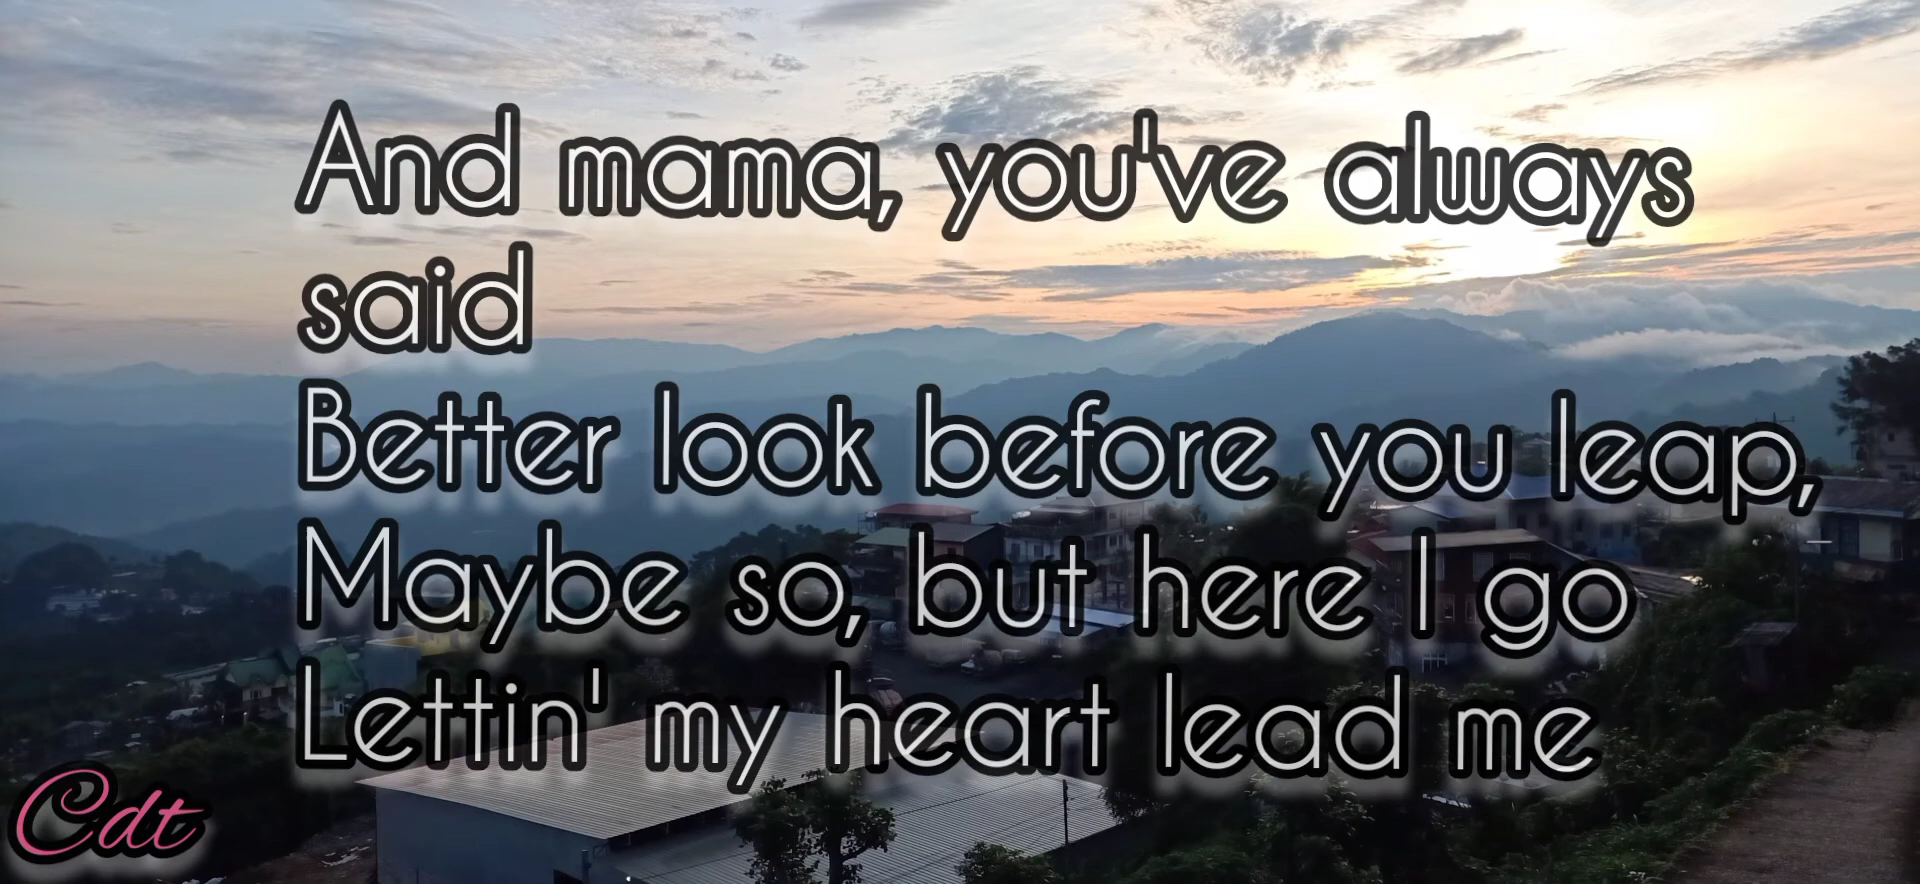 And mama, you've always
said
Better look before you leap,
Maybe so, but here I go
Lettin' my heart lead me
Cdt